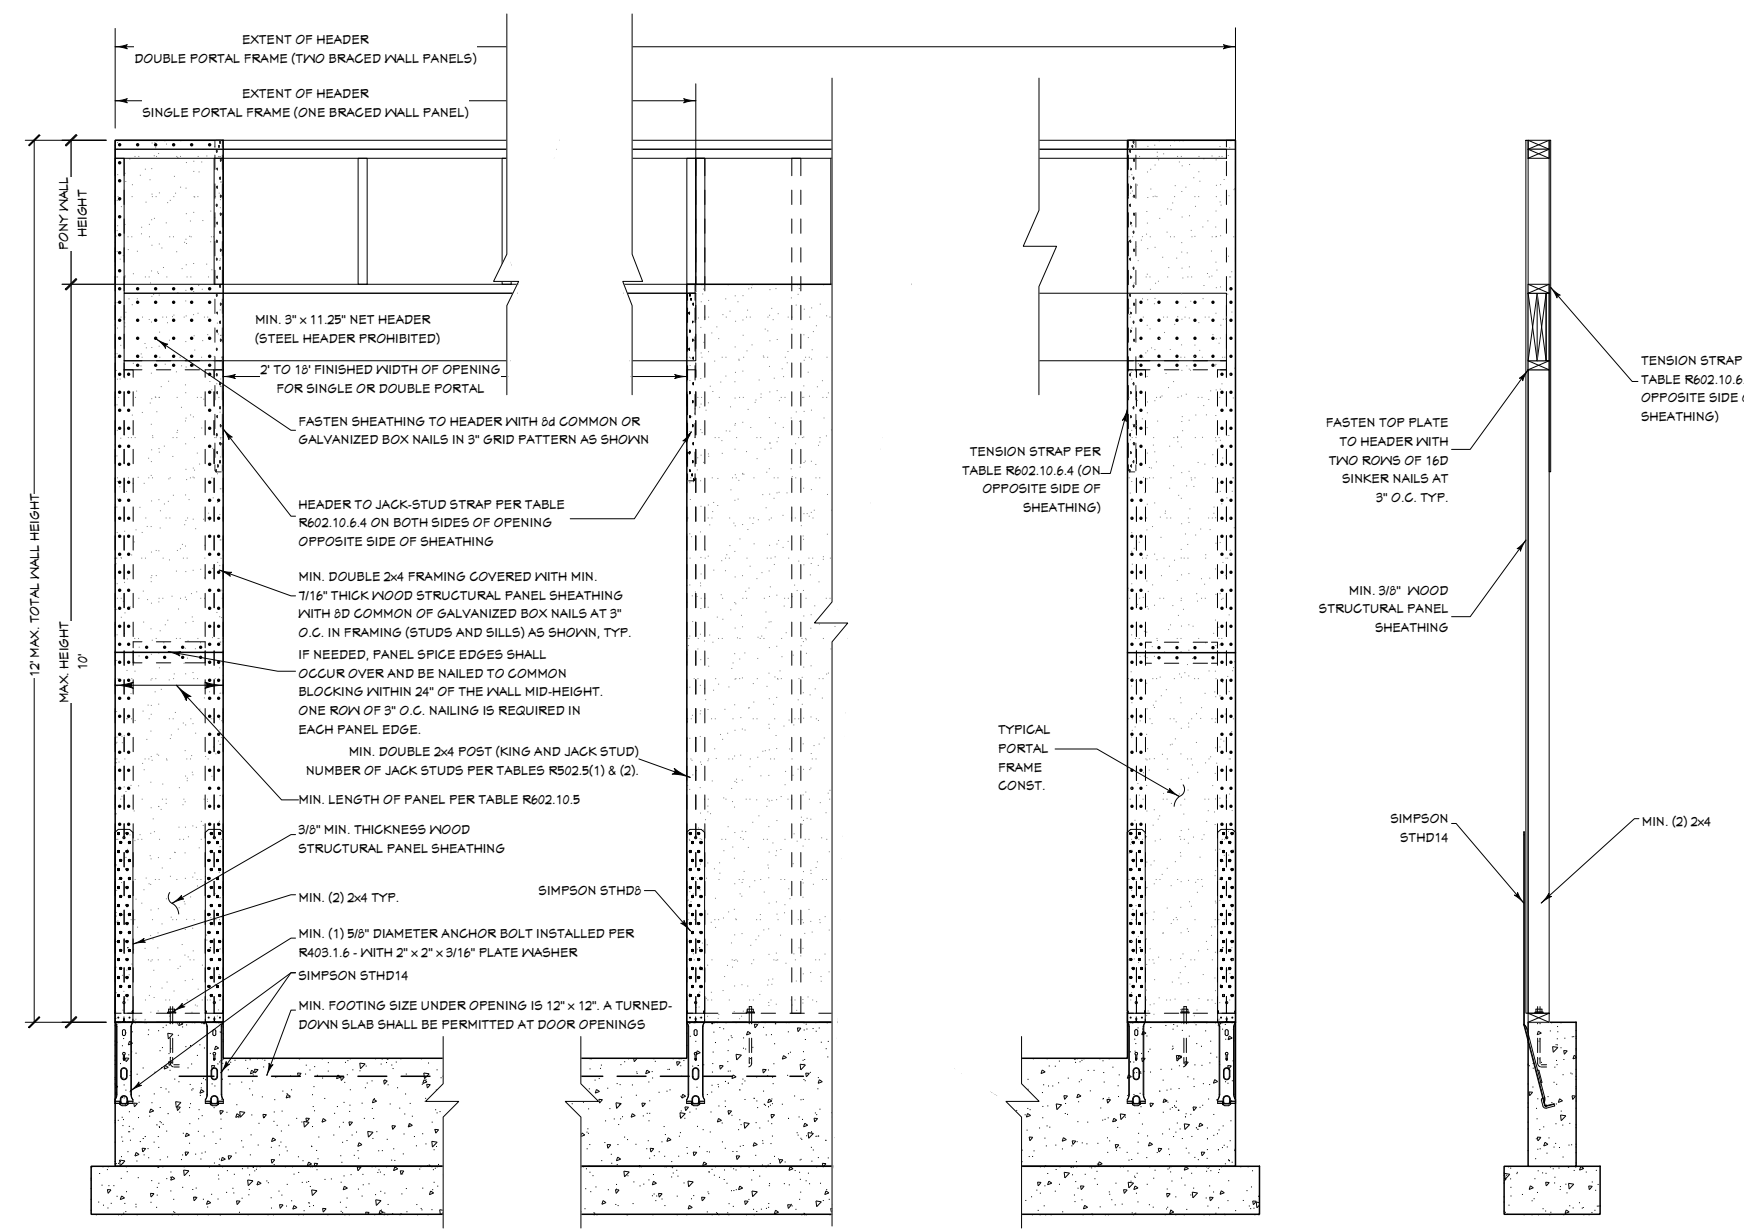 EXTENT OF HEADER
DOUBLE PORTAL FRAME (TWO BRACED WALL PANELS)
EXTENT OF HEADER
SINGLE PORTAL FRAME (ONE BRACED WALL PANEL)
PONY WALL
HEIGHT
12' MAX. TOTAL WALL HEIGHT
MAX. HEIGHT
10'
MIN. 3" x 11.25" NET HEADER
(STEEL HEADER PROHIBITED)
2' TO 18' FINISHED WIDTH OF OPENING
FOR SINGLE OR DOUBLE PORTAL
FASTEN SHEATHING TO HEADER WITH 8d COMMON OR
GALVANIZED BOX NAILS IN 3" GRID PATTERN AS SHOWN
HEADER TO JACK-STUD STRAP PER TABLE
R602.10.6.4 ON BOTH SIDES OF OPENING
OPPOSITE SIDE OF SHEATHING
MIN. DOUBLE 2x4 FRAMING COVERED WITH MIN.
7/16" THICK WOOD STRUCTURAL PANEL SHEATHING
WITH 8D COMMON OF GALVANIZED BOX NAILS AT 3"
O.C. IN FRAMING (STUDS AND SILLS) AS SHOWN, TYP.
IF NEEDED, PANEL SPICE EDGES SHALL
OCCUR OVER AND BE NAILED TO COMMON
BLOCKING WITHIN 24" OF THE WALL MID-HEIGHT.
ONE ROW OF 3" O.C. NAILING IS REQUIRED IN
EACH PANEL EDGE.
MIN. DOUBLE 2x4 POST (KING AND JACK STUD)
NUMBER OF JACK STUDS PER TABLES R502.5(1) & (2).
MIN. LENGTH OF PANEL PER TABLE R602.10.5
3/8" MIN. THICKNESS WOOD
STRUCTURAL PANEL SHEATHING
MIN. (2) 2x4 TYP.
SIMPSON STHD8
MIN. (1) 5/8" DIAMETER ANCHOR BOLT INSTALLED PER
R403.1.6 - WITH 2" x 2" x 3/16" PLATE WASHER
SIMPSON STHD14
MIN. FOOTING SIZE UNDER OPENING IS 12" x 12". A TURNED-
DOWN SLAB SHALL BE PERMITTED AT DOOR OPENINGS
TENSION STRAP PER
TABLE R602.10.6.4 (ON
OPPOSITE SIDE OF
SHEATHING)
TYPICAL
PORTAL
FRAME
CONST.
TENSION STRAP
TABLE R602.10.6.
OPPOSITE SIDE
SHEATHING)
FASTEN TOP PLATE
TO HEADER WITH
TWO ROWS OF 16D
SINKER NAILS AT
3" O.C. TYP.
MIN. 3/8" WOOD
STRUCTURAL PANEL
SHEATHING
SIMPSON
STHD14
MIN. (2) 2x4